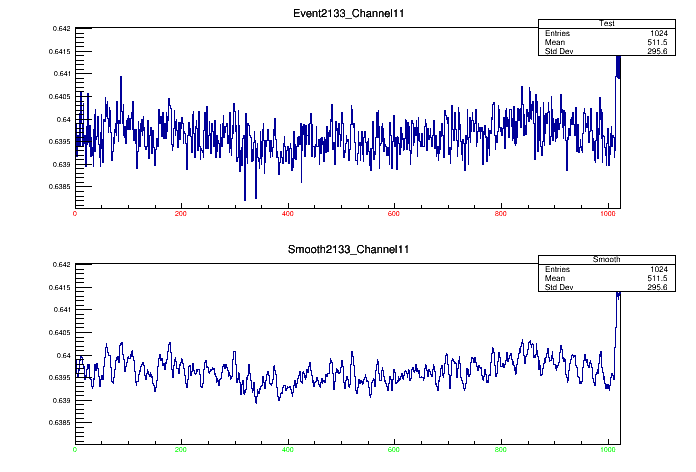 Event2133_Channel11
Test
Entries 1024
Mean 511.5
Std Dev 295.6
0.642
0.6415
0.641
0.6405
0.64
0.6395
0.639
0.6385
0 200 400 600 800 1000
Smooth2133_Channel11
Smooth
Entries 1024
Mean 511.5
Std Dev 295.6
0.642
0.6415
0.641
0.6405
0.64
0.6395
0.639
0.6385
0 200 400 600 800 1000